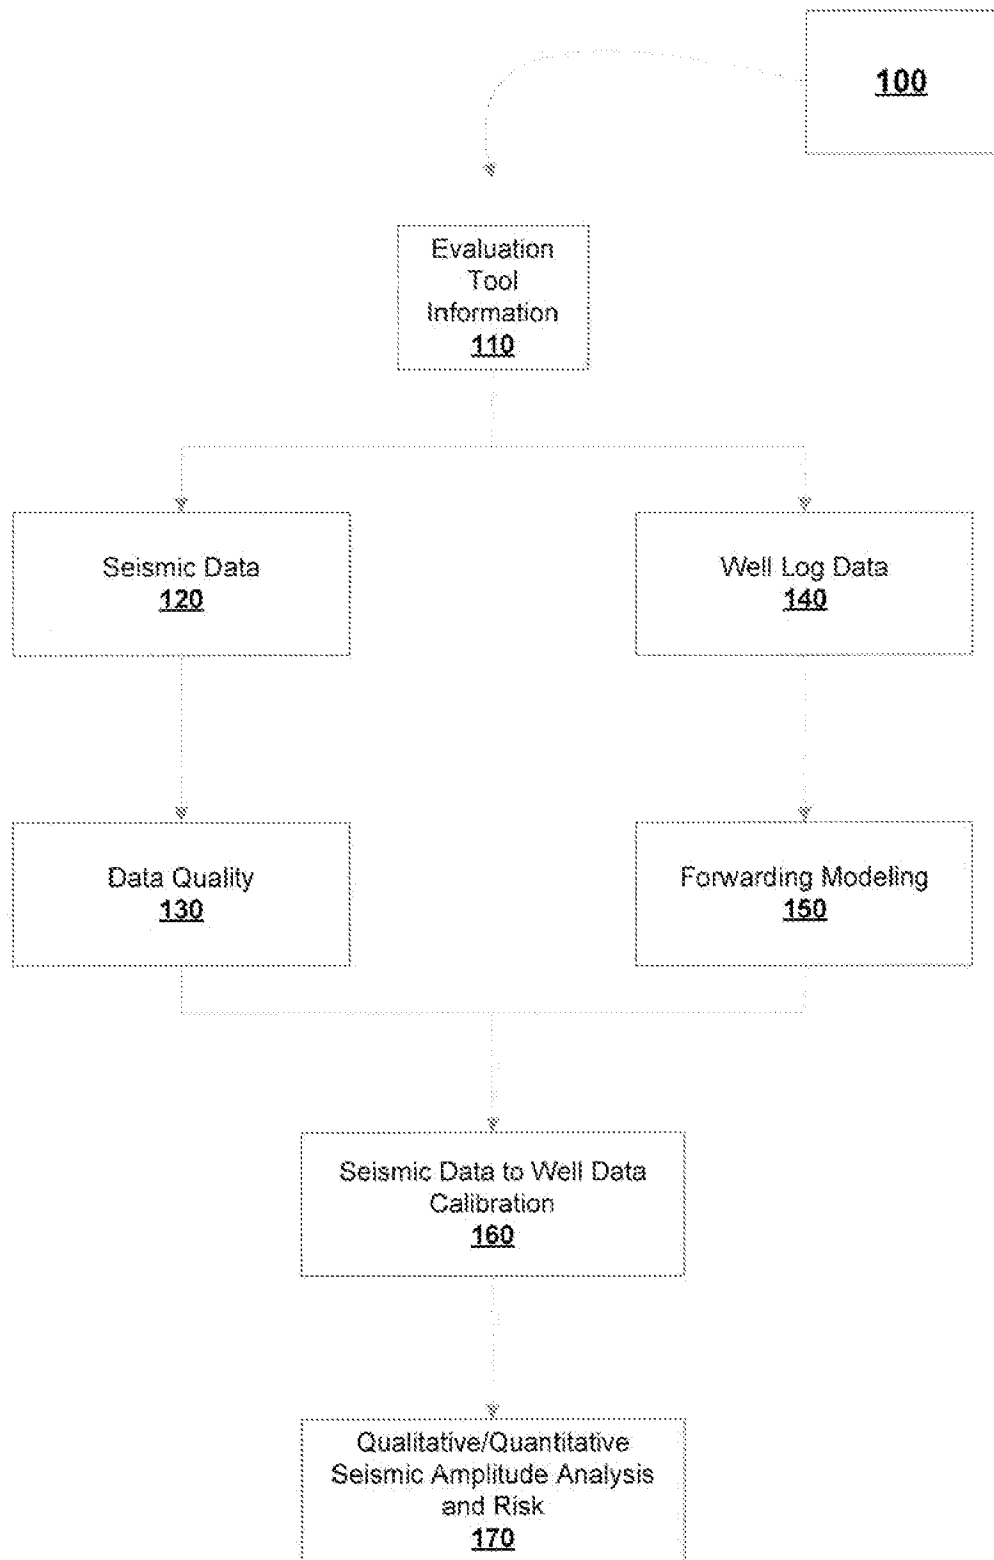 100
Evaluation
Tool
Information
110
Seismic Data
120
Well Log Data
140
Data Quality
130
Forwarding Modeling
150
Seismic Data to Well Data
Calibration
160
Qualitative/Quantitative
Seismic Amplitude Analysis
and Risk
170